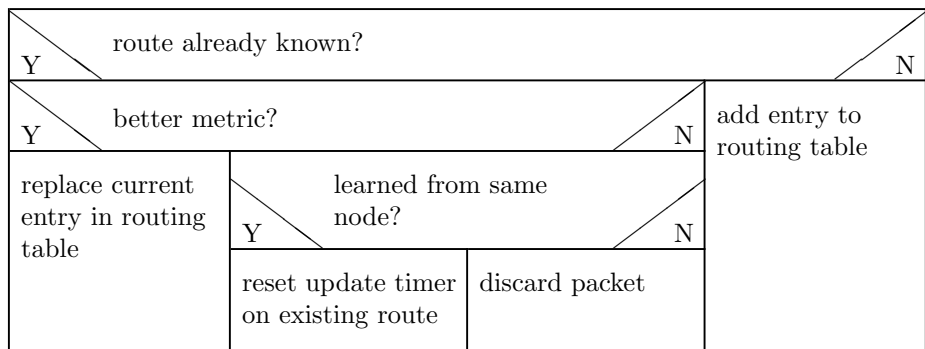 route already known?
Y
N
better metric?
Y
N
add entry to
routing table
replace current
entry in routing
table
learned from same
node?
Y
N
reset update timer
on existing route
discard packet